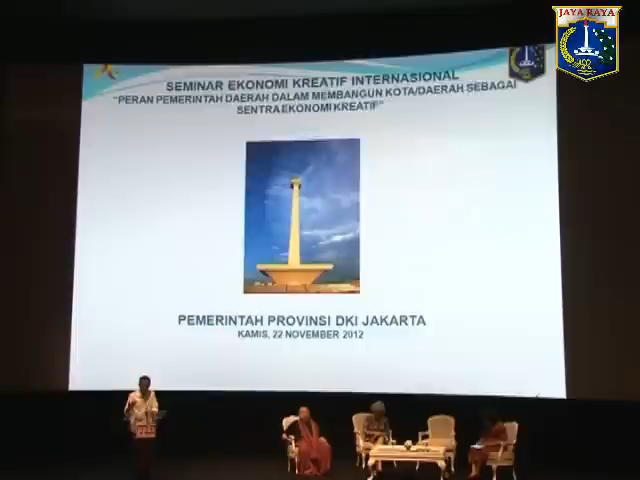 JAYA RAYA
SEMINAR EKONOMI KREATIF INTERNASIONAL
"PERAN PEMERINTAH DAERAH DALAM MEMBANGUN KOTA/DAERAH SEBAGAI
SENTRA EKONOMI KREATIF"
PEMERINTAH PROVINSI DKI JAKARTA
KAMIS, 22 NOVEMBER 2012